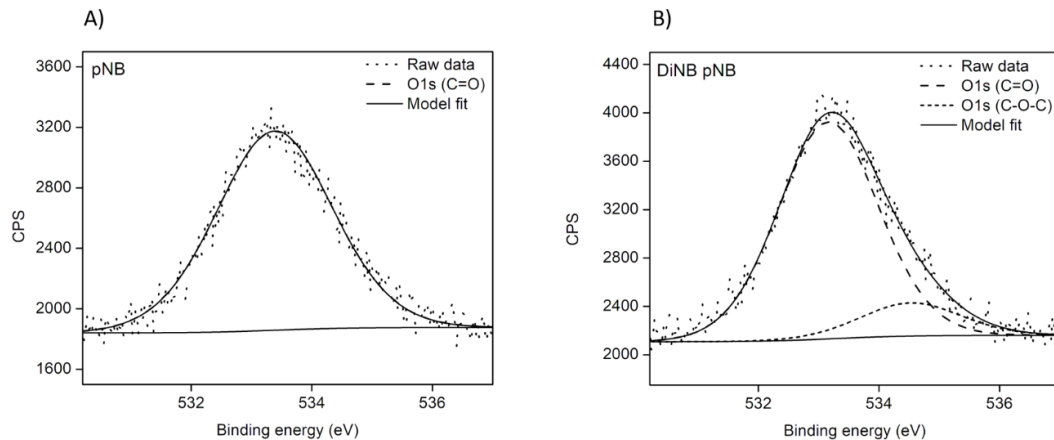 A)
pNB
Raw data
O1s (C=O)
Model fit
3600
3200
2800
2400
2000
1600
CPS
532
534
536
Binding energy (eV)
B)
DiNB pNB
Raw data
O1s (C=O)
O1s (C-O-C)
Model fit
4400
4000
3600
3200
2800
2400
2000
CPS
532
534
536
Binding energy (eV)